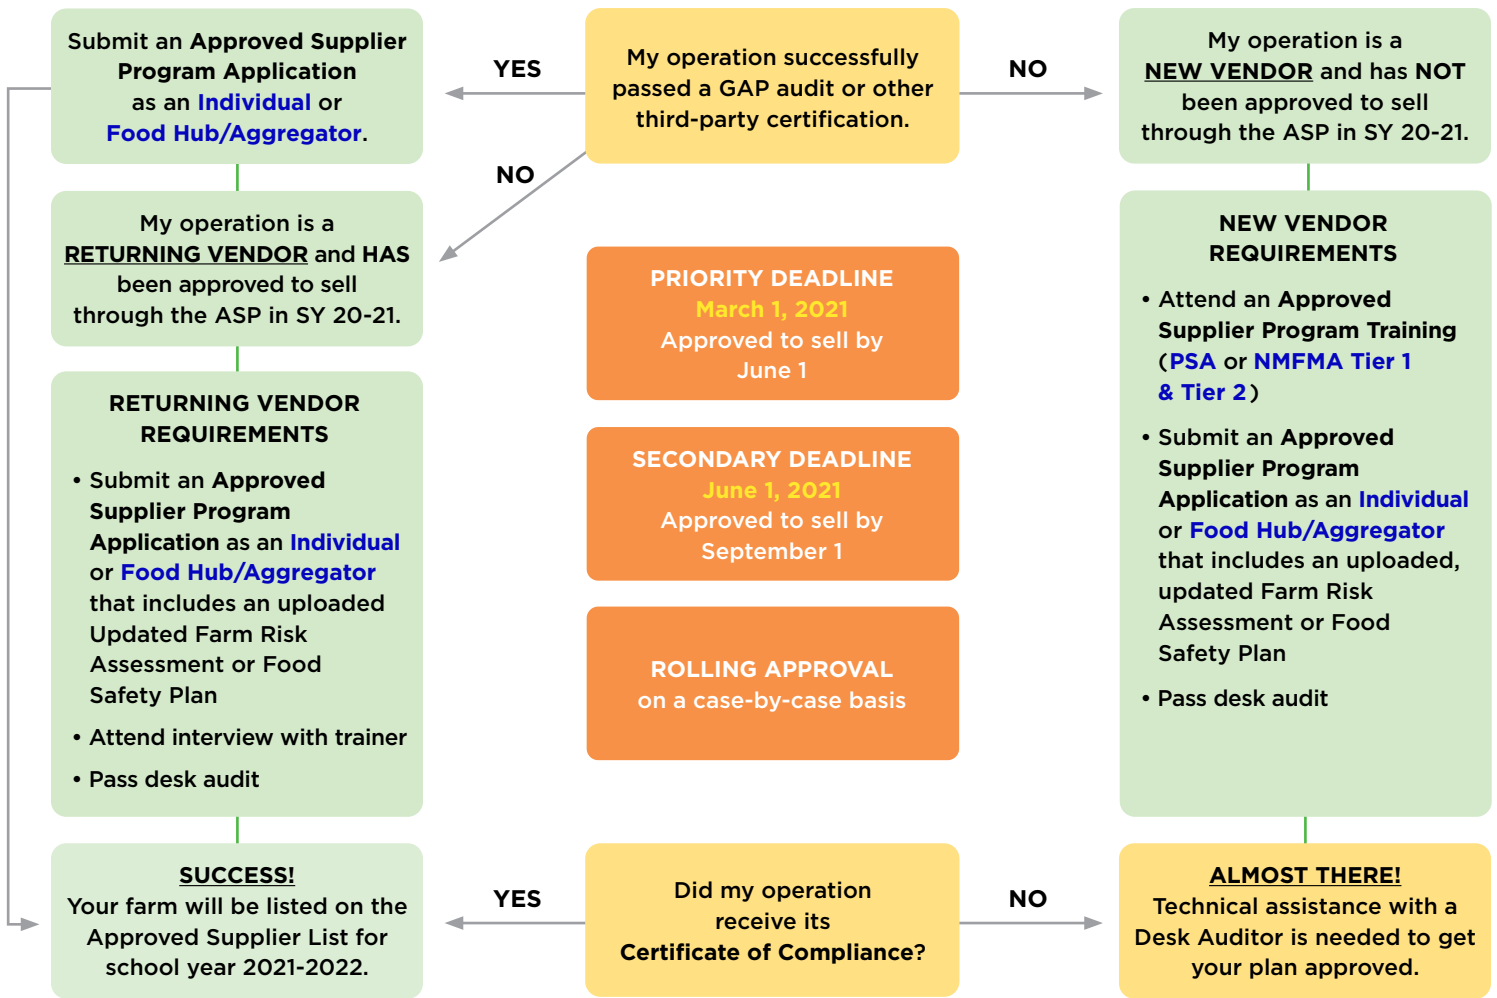 Submit an Approved Supplier
Program Application
as an Individual or
Food Hub/Aggregator.
YES
My operation successfully
passed a GAP audit or other
third-party certification.
NO
My operation is a
NEW VENDOR and has NOT
been approved to sell
through the ASP in SY 20-21.
NO
My operation is a
RETURNING VENDOR and HAS
been approved to sell
through the ASP in SY 20-21.
RETURNING VENDOR
REQUIREMENTS
• Submit an Approved
Supplier Program
Application as an Individual
or Food Hub/Aggregator
that includes an uploaded
Updated Farm Risk
Assessment or Food
Safety Plan
• Attend interview with trainer
• Pass desk audit
PRIORITY DEADLINE
March 1, 2021
Approved to sell by
June 1
SECONDARY DEADLINE
June 1, 2021
Approved to sell by
September 1
ROLLING APPROVAL
on a case-by-case basis
NEW VENDOR
REQUIREMENTS
• Attend an Approved
Supplier Program Training
(PSA or NMFMA Tier 1
& Tier 2)
• Submit an Approved
Supplier Program
Application as an Individual
or Food Hub/Aggregator
that includes an uploaded,
updated Farm Risk
Assessment or Food
Safety Plan
• Pass desk audit
SUCCESS!
Your farm will be listed on the
Approved Supplier List for
school year 2021-2022.
YES
Did my operation
receive its
Certificate of Compliance?
NO
ALMOST THERE!
Technical assistance with a
Desk Auditor is needed to get
your plan approved.